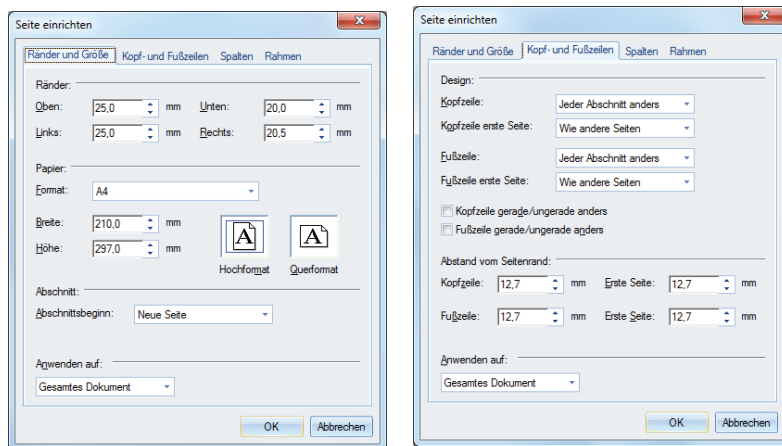 Seite einrichten
Ränder und Größe Kopf- und Fußzeilen Spalten Rahmen
Ränder:
Oben: 25,0 mm Unten: 20,0 mm
Links: 25,0 mm Rechts: 20,5 mm
Papier:
Format: A4
Breite: 210,0 mm
Höhe: 297,0 mm
A A
Hochformat Querformat
Abschnitt:
Abschnittsbeginn: Neue Seite
Anwenden auf:
Gesamtes Dokument
OK Abbrechen
Seite einrichten
Ränder und Größe Kopf- und Fußzeilen Spalten Rahmen
Design:
Kopfzeile: Jeder Abschnitt anders
Kopfzeile erste Seite: Wie andere Seiten
Fußzeile: Jeder Abschnitt anders
Fußzeile erste Seite: Wie andere Seiten
Kopfzeile gerade/ungerade anders
Fußzeile gerade/ungerade anders
Abstand vom Seitenrand:
Kopfzeile: 12,7 mm Erste Seite: 12,7 mm
Fußzeile: 12,7 mm Erste Seite: 12,7 mm
Anwenden auf:
Gesamtes Dokument
OK Abbrechen